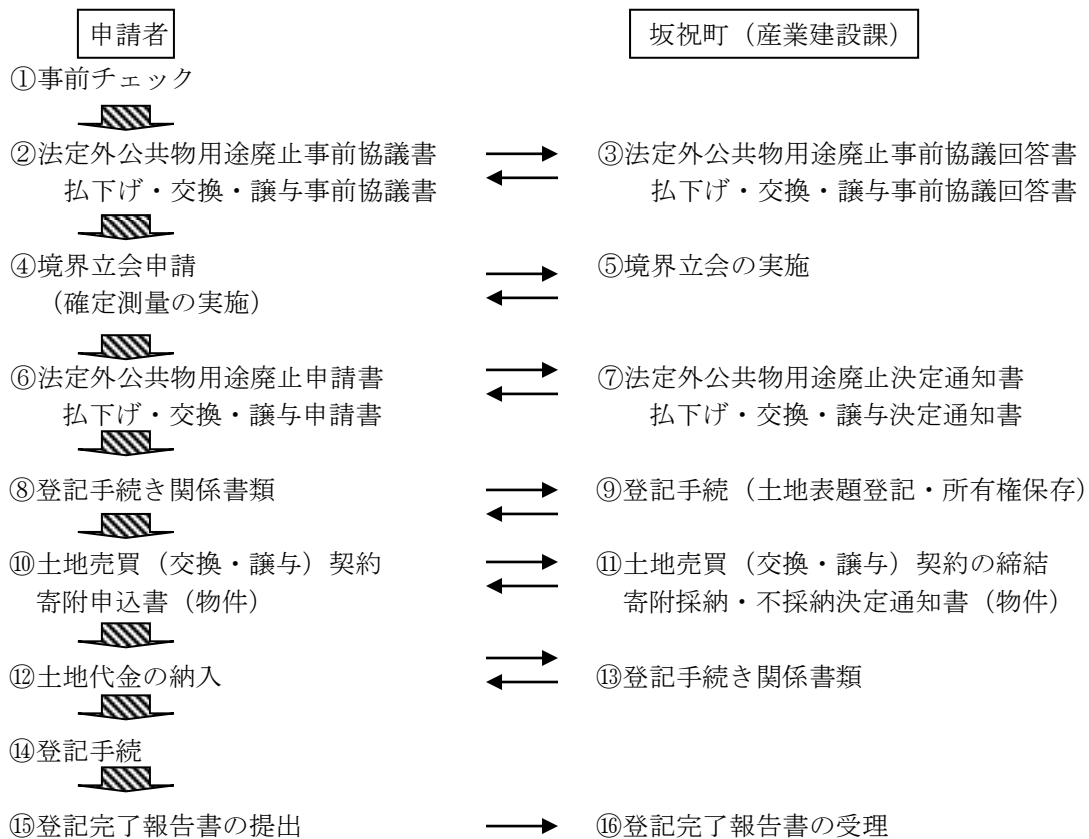 申請者
坂祝町（産業建設課）
①事前チェック
②法定外公共物用途廃止事前協議書
払下げ・交換・譲与事前協議書
③法定外公共物用途廃止事前協議回答書
払下げ・交換・譲与事前協議回答書
④境界立会申請
（確定測量の実施）
⑤境界立会の実施
⑥法定外公共物用途廃止申請書
払下げ・交換・譲与申請書
⑦法定外公共物用途廃止決定通知書
払下げ・交換・譲与決定通知書
⑧登記手続き関係書類
⑨登記手続（土地表題登記・所有権保存）
⑩土地売買（交換・譲与）契約
寄附申込書（物件）
⑪土地売買（交換・譲与）契約の締結
寄附採納・不採納決定通知書（物件）
⑫土地代金の納入
⑬登記手続き関係書類
⑭登記手続
⑮登記完了報告書の提出
⑯登記完了報告書の受理